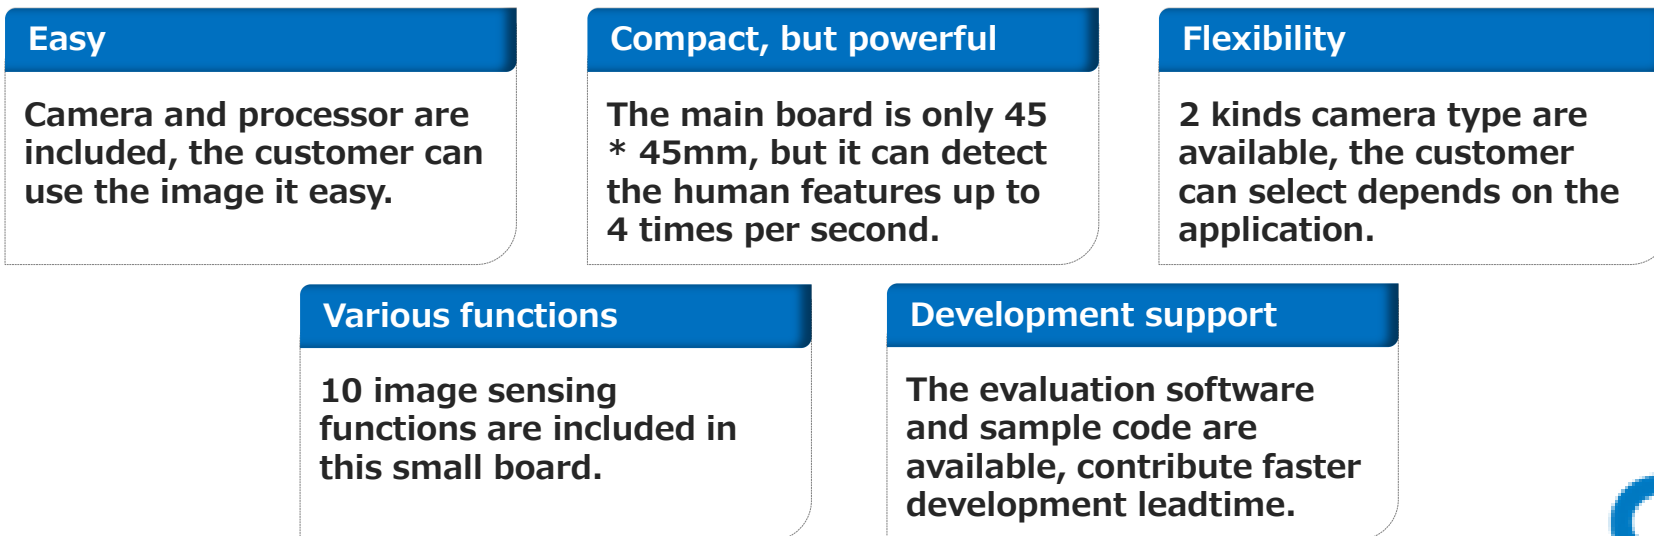 Easy
Camera and processor are
included, the customer can
use the image it easy.
Compact, but powerful
The main board is only 45
* 45mm, but it can detect
the human features up to
4 times per second.
Flexibility
2 kinds camera type are
available, the customer
can select depends on the
application.
Various functions
10 image sensing
functions are included in
this small board.
Development support
The evaluation software
and sample code are
available, contribute faster
development leadtime.